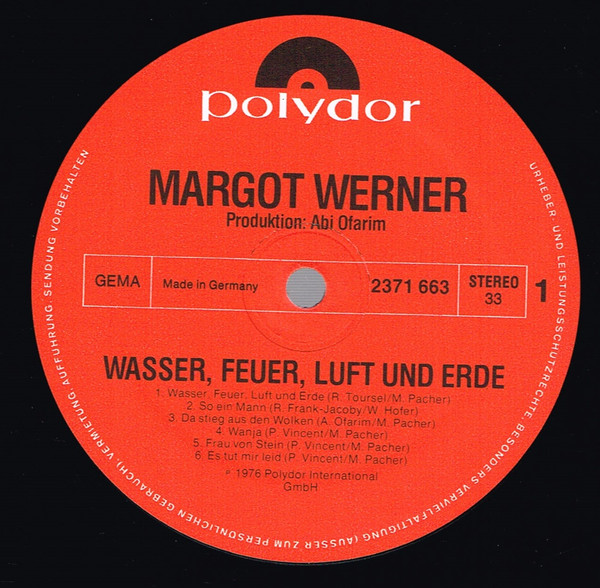 polydor
MARGOT WERNER
Produktion: Abi Ofarim
GEMA
Made in Germany
2371 663
STEREO
33
1
WASSER, FEUER, LUFT UND ERDE
1. Wasser, Feuer, Luft und Erde (R. Toursel/M. Pacher)
2. So ein Mann (R. Frank-Jacoby/W. Hofer)
3. Da stieg aus den Wolken (A. Ofarim/M. Pacher)
4. Wanja (P. Vincent/M. Pacher)
5. Frau von Stein (P. Vincent/M. Pacher)
6. Es tut mir leid (P. Vincent/M. Pacher)
℗ 1976 Polydor International
GmbH
URHEBER- UND LEISTUNGSSCHUTZRECHTE, BESONDERS VERVIELFÄLTIGUNG (AUSSER ZUM PERSÖNLICHEN GEBRAUCH), VERMIETUNG, AUFFÜHRUNG, SENDUNG VORBEHALTEN